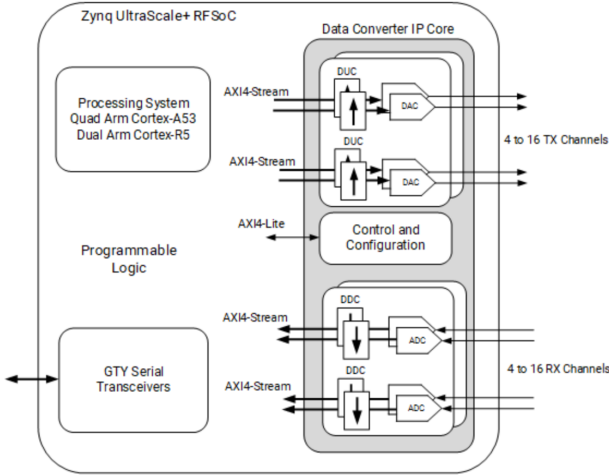 Zynq UltraScale+ RFSoC
Data Converter IP Core
Processing System
Quad Arm Cortex-A53
Dual Arm Cortex-R5
AXI4-Stream
DUC
DAC
4 to 16 TX Channels
AXI4-Stream
DUC
DAC
AXI4-Lite
Control and
Configuration
Programmable
Logic
AXI4-Stream
DDC
ADC
GTY Serial
Transceivers
4 to 16 RX Channels
AXI4-Stream
DDC
ADC